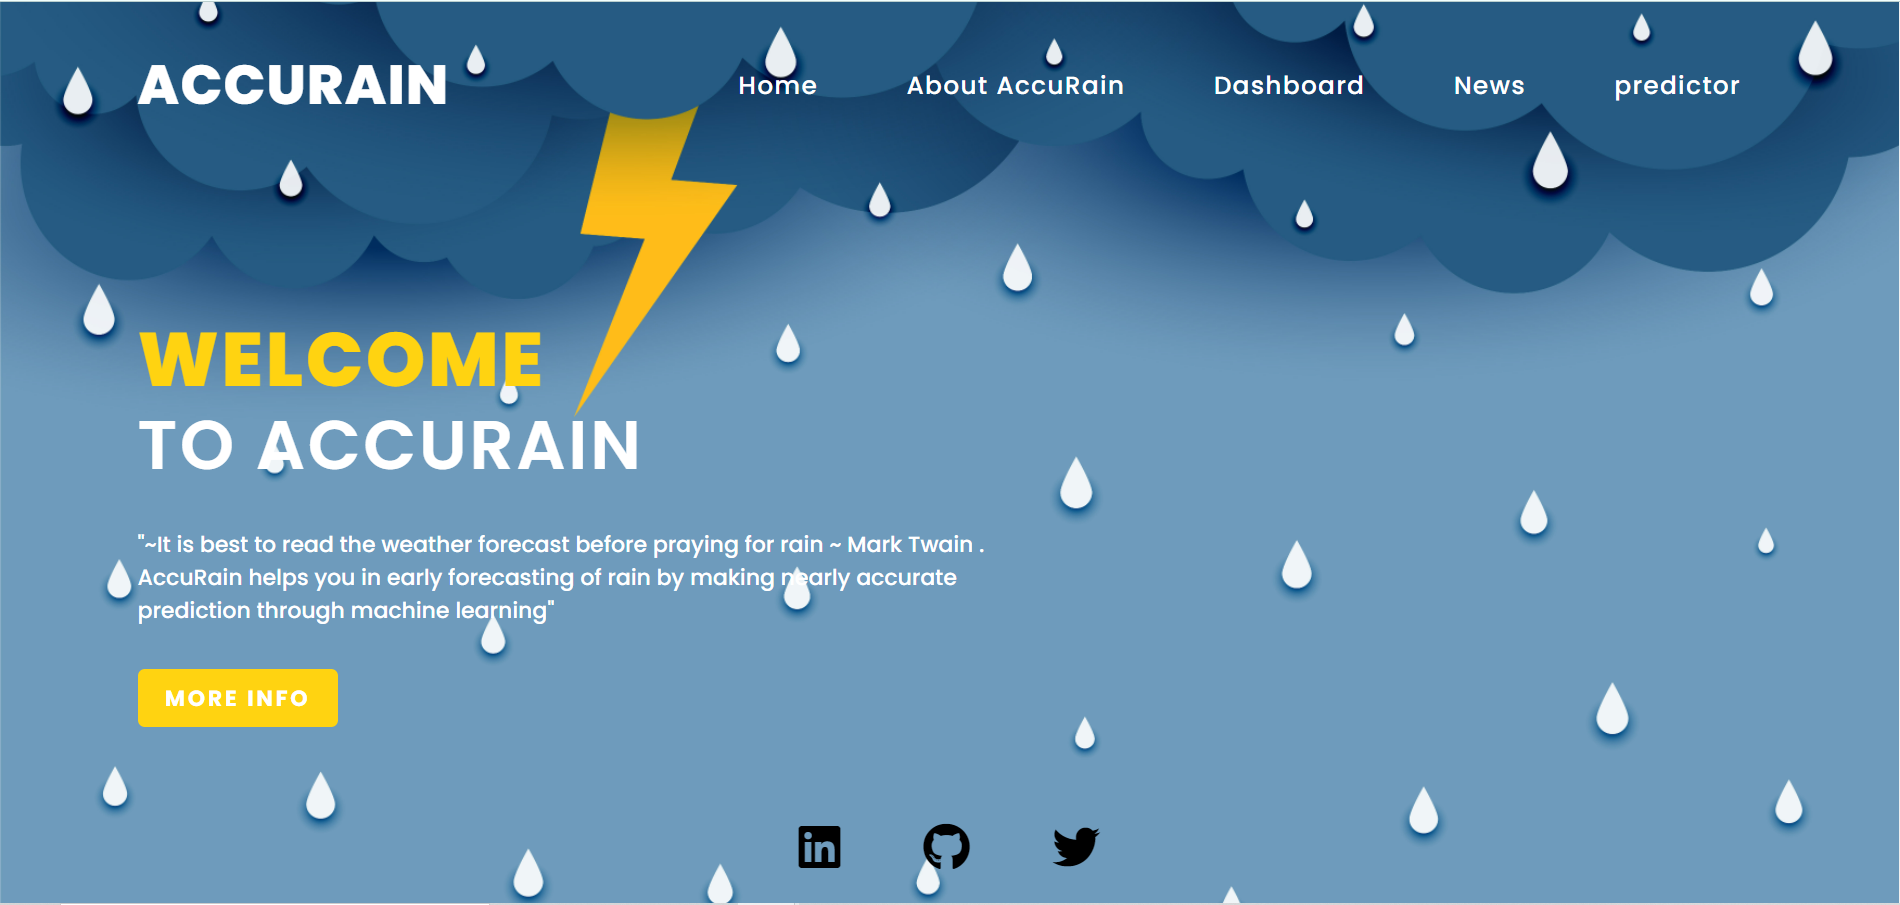 ACCURAIN
Home About AccuRain Dashboard News predictor
WELCOME
TO ACCURAIN
"~It is best to read the weather forecast before praying for rain ~ Mark Twain .
AccuRain helps you in early forecasting of rain by making nearly accurate
prediction through machine learning"
MORE INFO
in